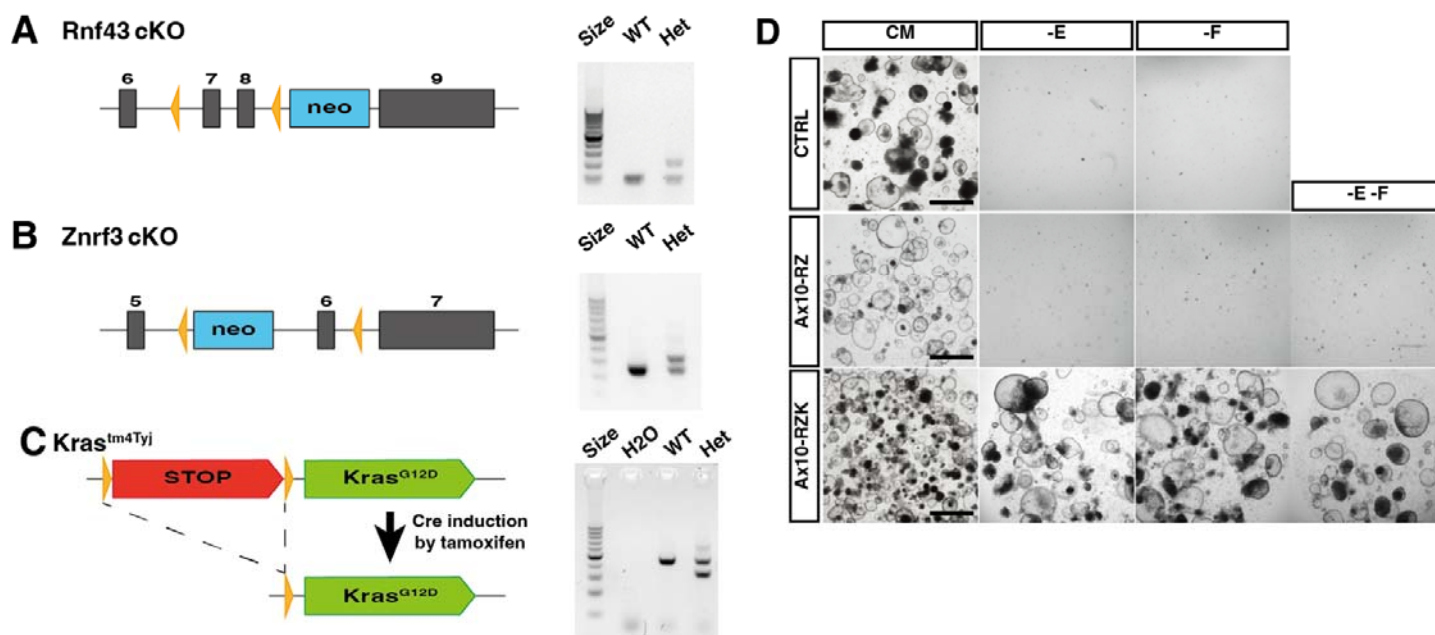 A Rnf43 cKO
6 7 8 9
neo
Size WT Het
B Znrf3 cKO
5 6 7
neo
Size WT Het
C Kras^tm4Tyj
STOP Kras^G12D
Cre induction
by tamoxifen
Kras^G12D
Size H2O WT Het
D CM -E -F
CTRL
-E -F
Ax10-RZ
Ax10-RZK